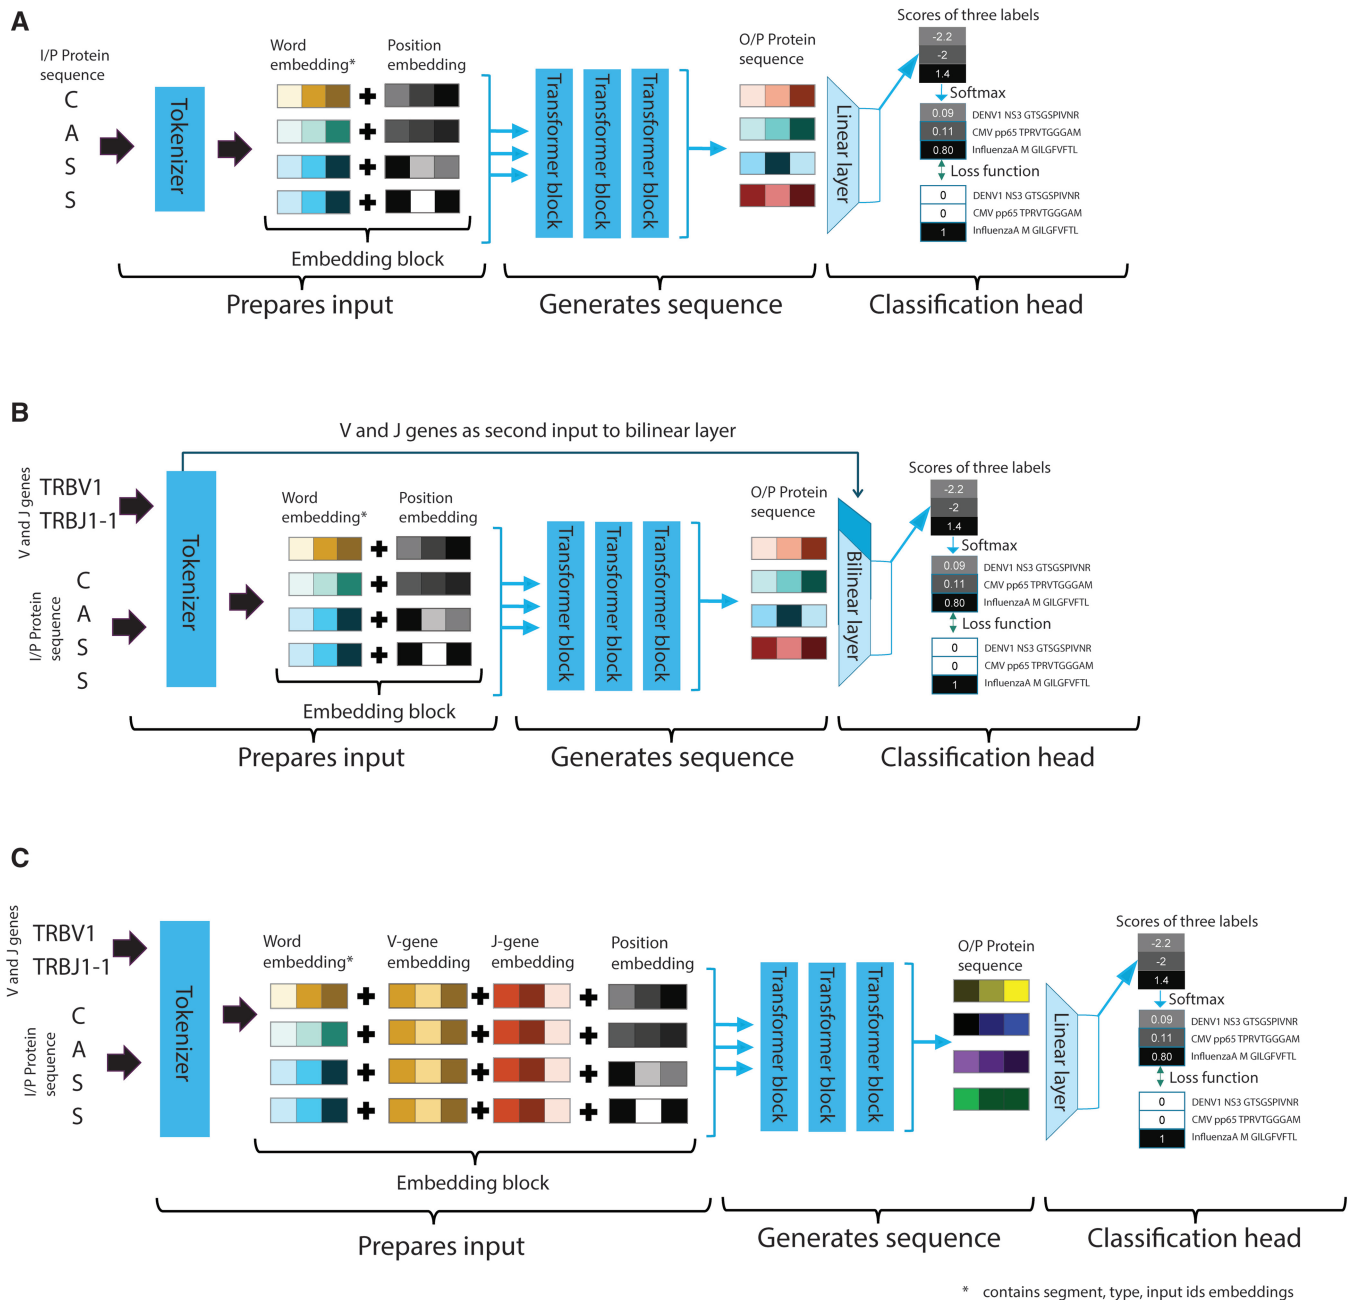 A
I/P Protein
sequence
C
A
S
S
Tokenizer
Word
embedding*
Position
embedding
Embedding block
Prepares input
Transformer block
Transformer block
Transformer block
Generates sequence
O/P Protein
sequence
Linear layer
Scores of three labels
-2.2
-2
1.4
Softmax
0.09 DENV1 NS3 GTSGSPIVNR
0.11 CMV pp65 TPRVTGGGAM
0.80 InfluenzaA M GILGFVFTL
Loss function
0 DENV1 NS3 GTSGSPIVNR
0 CMV pp65 TPRVTGGGAM
1 InfluenzaA M GILGFVFTL
Classification head
B
V and J genes as second input to bilinear layer
V and J genes
TRBV1
TRBJ1-1
I/P Protein
sequence
C
A
S
S
Tokenizer
Word
embedding*
Position
embedding
Embedding block
Prepares input
Transformer block
Transformer block
Transformer block
Generates sequence
O/P Protein
sequence
Bilinear layer
Scores of three labels
-2.2
-2
1.4
Softmax
0.09 DENV1 NS3 GTSGSPIVNR
0.11 CMV pp65 TPRVTGGGAM
0.80 InfluenzaA M GILGFVFTL
Loss function
0 DENV1 NS3 GTSGSPIVNR
0 CMV pp65 TPRVTGGGAM
1 InfluenzaA M GILGFVFTL
Classification head
C
V and J genes
TRBV1
TRBJ1-1
I/P Protein
sequence
C
A
S
S
Tokenizer
Word
embedding*
V-gene
embedding
J-gene
embedding
Position
embedding
Embedding block
Prepares input
Transformer block
Transformer block
Transformer block
Generates sequence
O/P Protein
sequence
Linear layer
Scores of three labels
-2.2
-2
1.4
Softmax
0.09 DENV1 NS3 GTSGSPIVNR
0.11 CMV pp65 TPRVTGGGAM
0.80 InfluenzaA M GILGFVFTL
Loss function
0 DENV1 NS3 GTSGSPIVNR
0 CMV pp65 TPRVTGGGAM
1 InfluenzaA M GILGFVFTL
Classification head
* contains segment, type, input ids embeddings